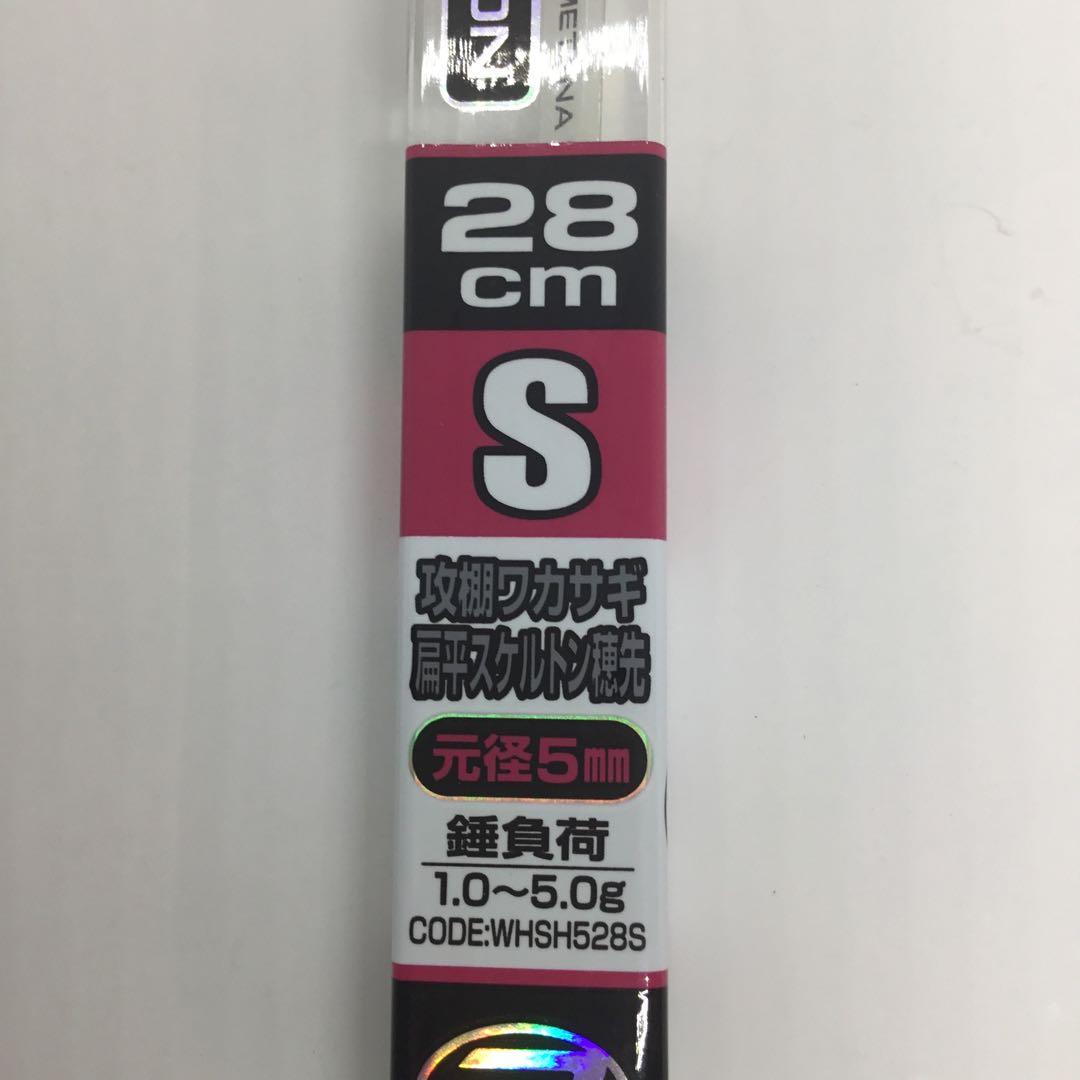 28
cm
S
攻棚ワカサギ
扁平スケルトン穂先
元径5㎜
錘負荷
1.0～5.0g
CODE:WHSH528S